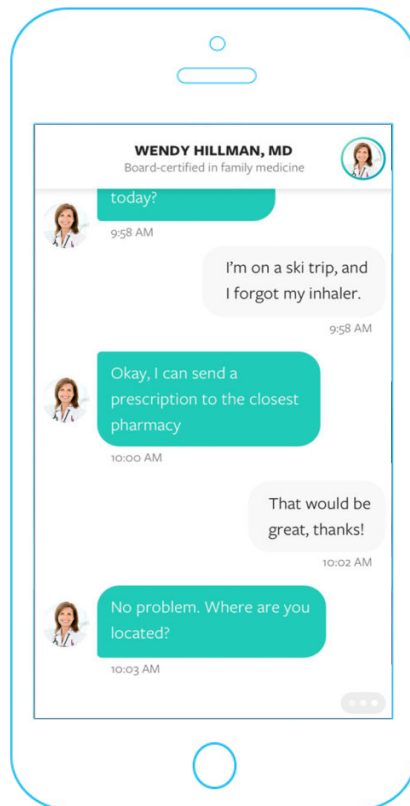 WENDY HILLMAN, MD
Board-certified in family medicine
today?
9:58 AM
I'm on a ski trip, and
I forgot my inhaler.
9:58 AM
Okay, I can send a
prescription to the closest
pharmacy
10:00 AM
That would be
great, thanks!
10:02 AM
No problem. Where are you
located?
10:03 AM